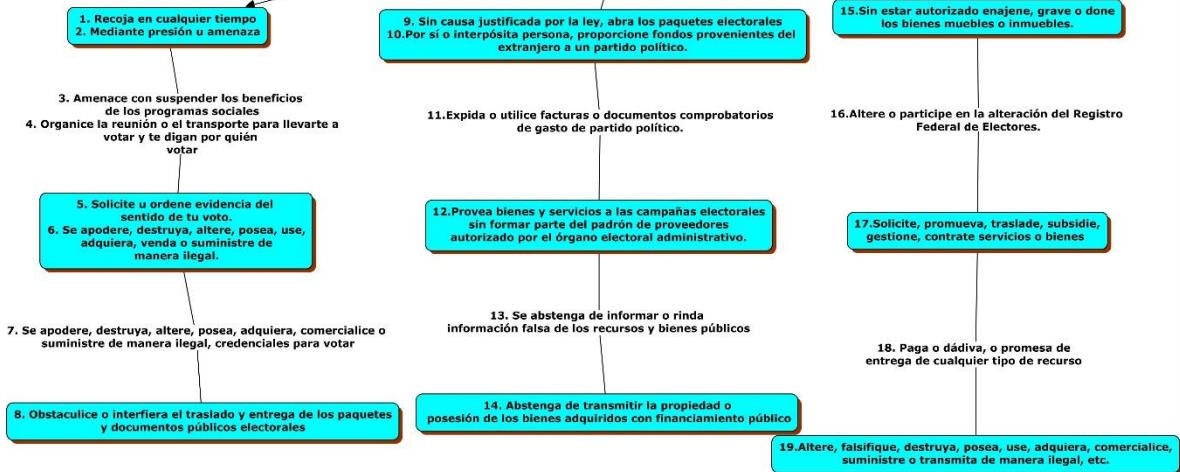 1. Recoja en cualquier tiempo
2. Mediante presión u amenaza
3. Amenace con suspender los beneficios
de los programas sociales
4. Organice la reunión o el transporte para llevarte a
votar y te digan por quién
votar
5. Solicite u ordene evidencia del
sentido de tu voto.
6. Se apodere, destruya, altere, posea, use,
adquiera, venda o suministre de
manera ilegal.
7. Se apodere, destruya, altere, posea, adquiera, comercialice o
suministre de manera ilegal, credenciales para votar
8. Obstaculice o interfiera el traslado y entrega de los paquetes
y documentos públicos electorales
9. Sin causa justificada por la ley, abra los paquetes electorales
10.Por sí o interpósita persona, proporcione fondos provenientes del
extranjero a un partido político.
11.Expida o utilice facturas o documentos comprobatorios
de gasto de partido político.
12.Provea bienes y servicios a las campañas electorales
sin formar parte del padrón de proveedores
autorizado por el órgano electoral administrativo.
13. Se abstenga de informar o rinda
información falsa de los recursos y bienes públicos
14. Abstenga de transmitir la propiedad o
posesión de los bienes adquiridos con financiamiento público
15.Sin estar autorizado enajene, grave o done
los bienes muebles o inmuebles.
16.Altere o participe en la alteración del Registro
Federal de Electores.
17.Solicite, promueva, traslade, subsidie,
gestione, contrate servicios o bienes
18. Paga o dádiva, o promesa de
entrega de cualquier tipo de recurso
19.Altere, falsifique, destruya, posea, use, adquiera, comercialice,
suministre o transmita de manera ilegal, etc.